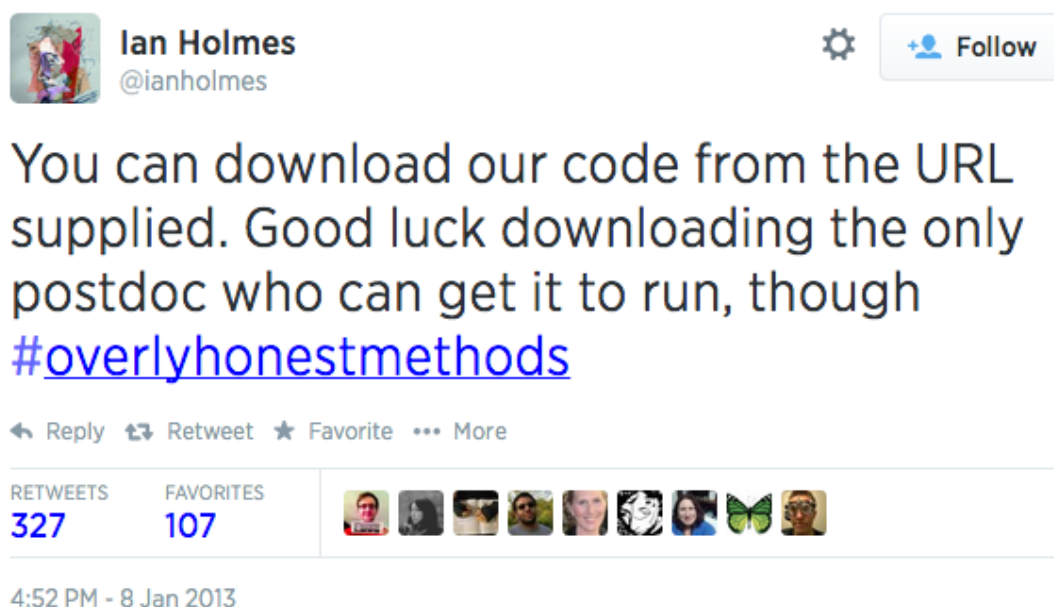 Ian Holmes
@ianholmes
Follow
You can download our code from the URL
supplied. Good luck downloading the only
postdoc who can get it to run, though
#overlyhonestmethods
Reply Retweet Favorite ••• More
RETWEETS FAVORITES
327 107
4:52 PM - 8 Jan 2013